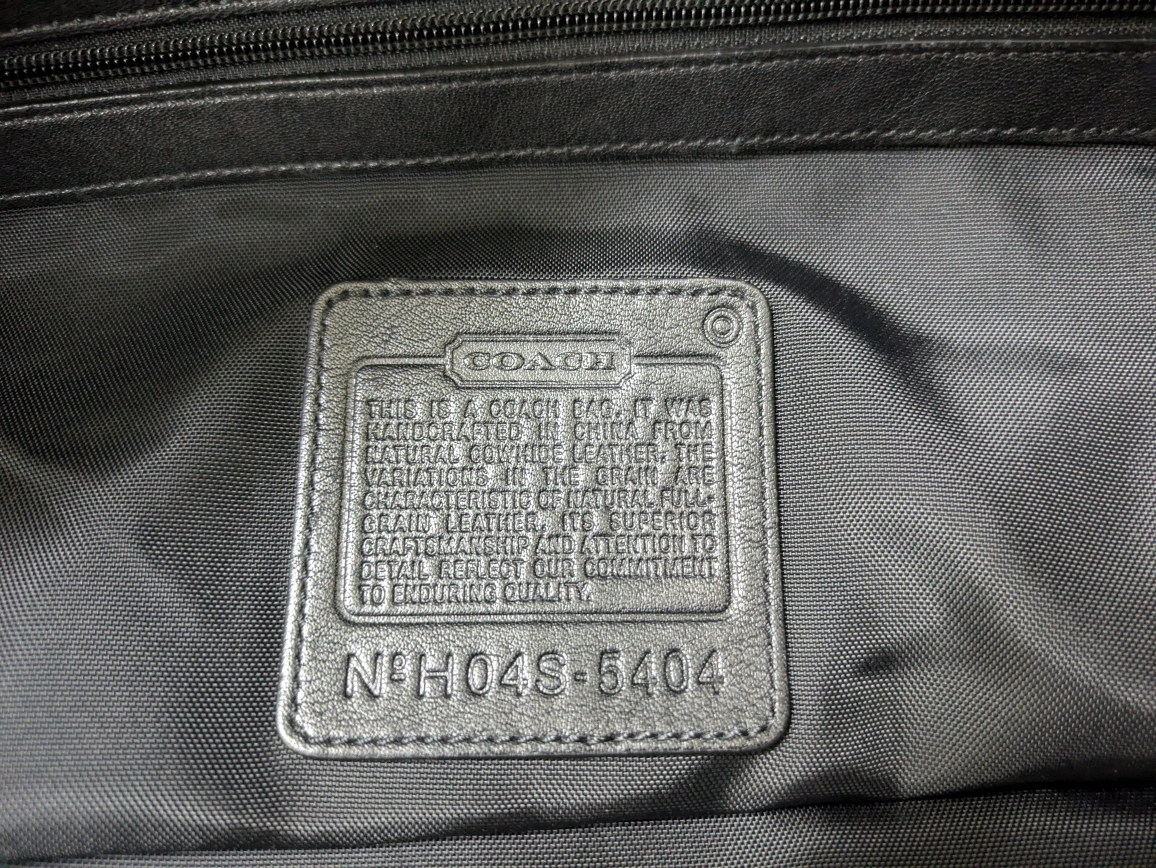 COACH
THIS IS A COACH BAG. IT WAS
HANDCRAFTED IN CHINA FROM
NATURAL COWHIDE LEATHER. THE
VARIATIONS IN THE GRAIN ARE
CHARACTERISTIC OF NATURAL FULL-
GRAIN LEATHER. ITS SUPERIOR
CRAFTSMANSHIP AND ATTENTION TO
DETAIL REFLECT OUR COMMITMENT
TO ENDURING QUALITY.
Nº H04S-5404